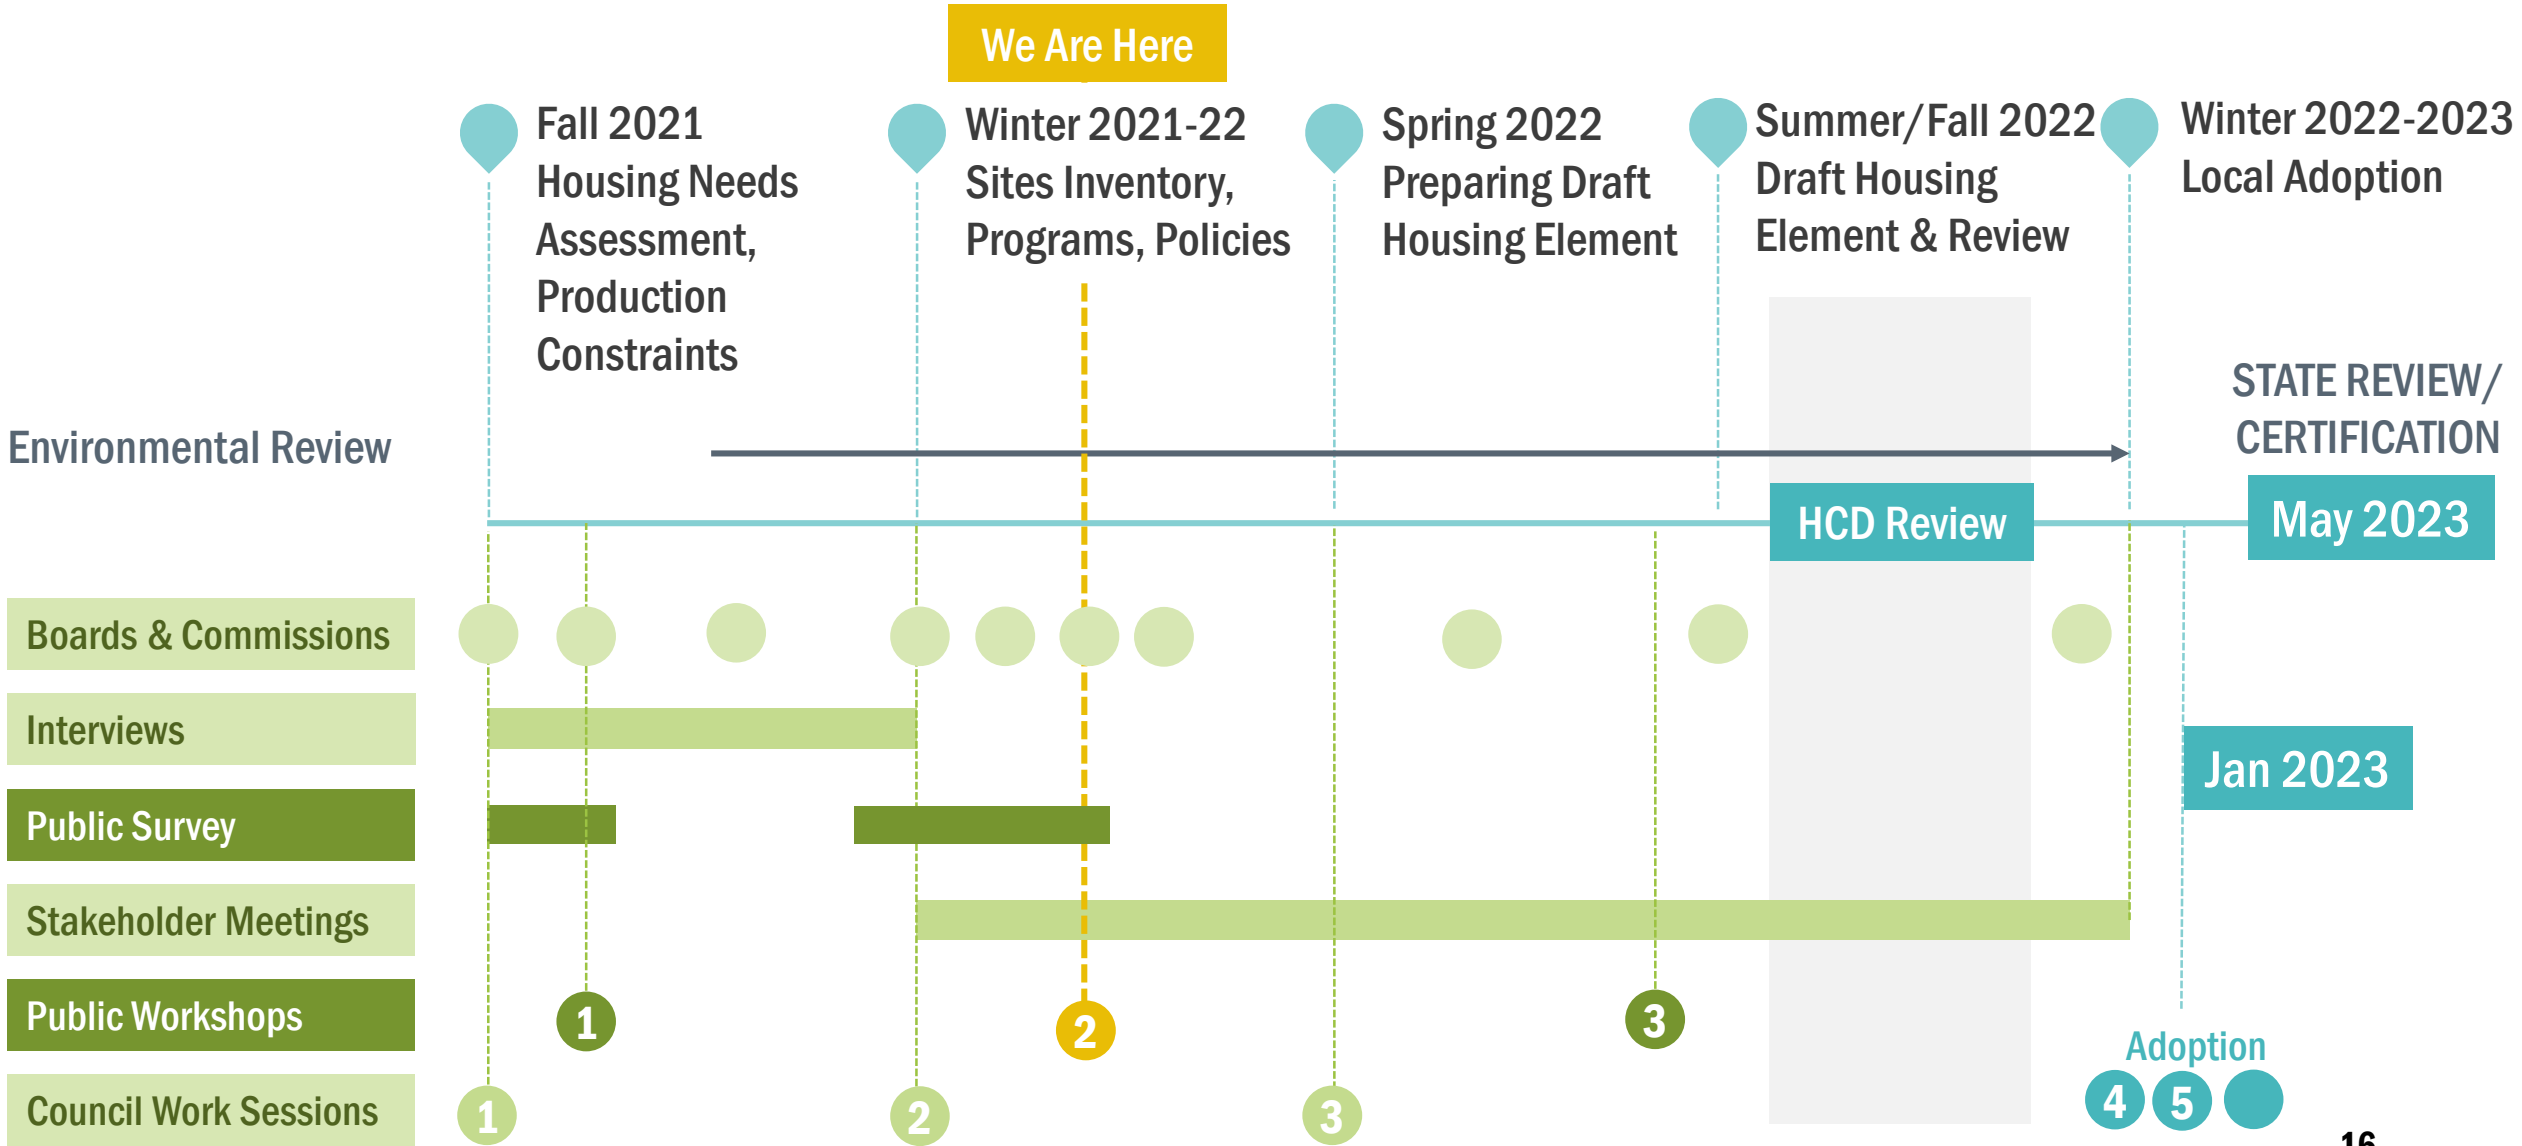 We Are Here
Fall 2021
Housing Needs
Assessment,
Production
Constraints
Winter 2021-22
Sites Inventory,
Programs, Policies
Spring 2022
Preparing Draft
Housing Element
Summer/Fall 2022
Draft Housing
Element & Review
Winter 2022-2023
Local Adoption
STATE REVIEW/
CERTIFICATION
Environmental Review
HCD Review
May 2023
Boards & Commissions
Interviews
Jan 2023
Public Survey
Stakeholder Meetings
Public Workshops
1
2
3
Adoption
Council Work Sessions
1
2
3
4
5
16